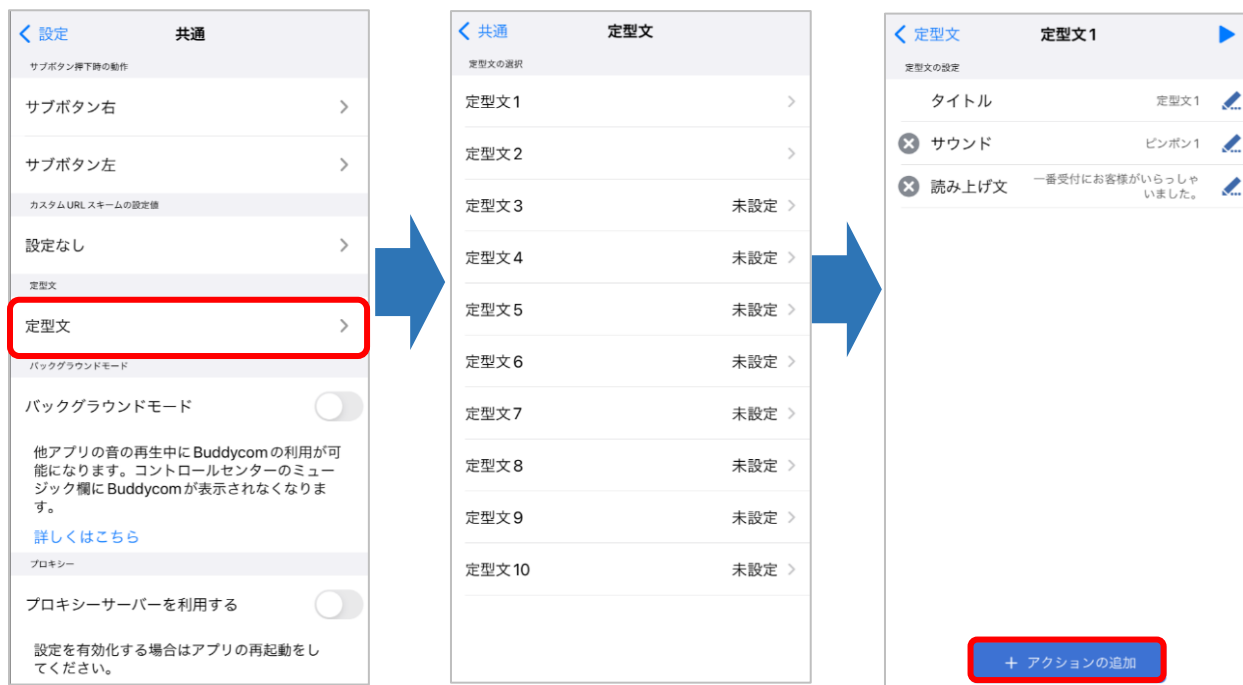 設定
共通
サブボタン押下時の動作
サブボタン右
サブボタン左
カスタムURLスキームの設定値
設定なし
定型文
定型文
バックグラウンドモード
バックグラウンドモード
他アプリの音の再生中にBuddycomの利用が可
能になります。コントロールセンターのミュー
ジック欄にBuddycomが表示されなくなりま
す。
詳しくはこちら
プロキシー
プロキシーサーバーを利用する
設定を有効化する場合はアプリの再起動をし
てください。
共通
定型文
定型文の選択
定型文1
定型文2
定型文3 未設定
定型文4 未設定
定型文5 未設定
定型文6 未設定
定型文7 未設定
定型文8 未設定
定型文9 未設定
定型文10 未設定
定型文
定型文1
定型文の設定
タイトル 定型文1
サウンド ピンポン1
読み上げ文 一番受付にお客様がいらっしゃ
いました。
+ アクションの追加